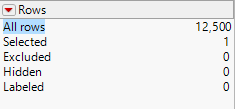 Rows
All rows 12,500
Selected 1
Excluded 0
Hidden 0
Labeled 0